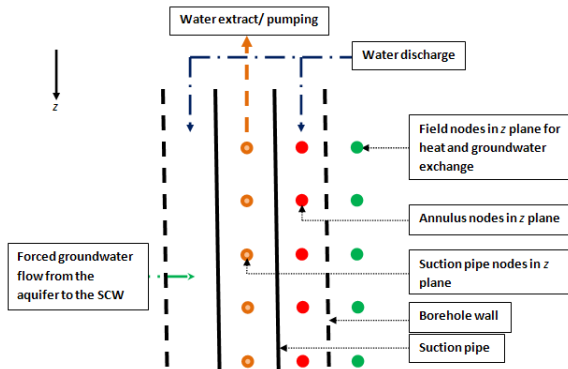 Water extract/ pumping
Water discharge
z
Field nodes in z plane for
heat and groundwater
exchange
Annulus nodes in z plane
Forced groundwater
flow from the
aquifer to the SCW
Suction pipe nodes in z
plane
Borehole wall
Suction pipe